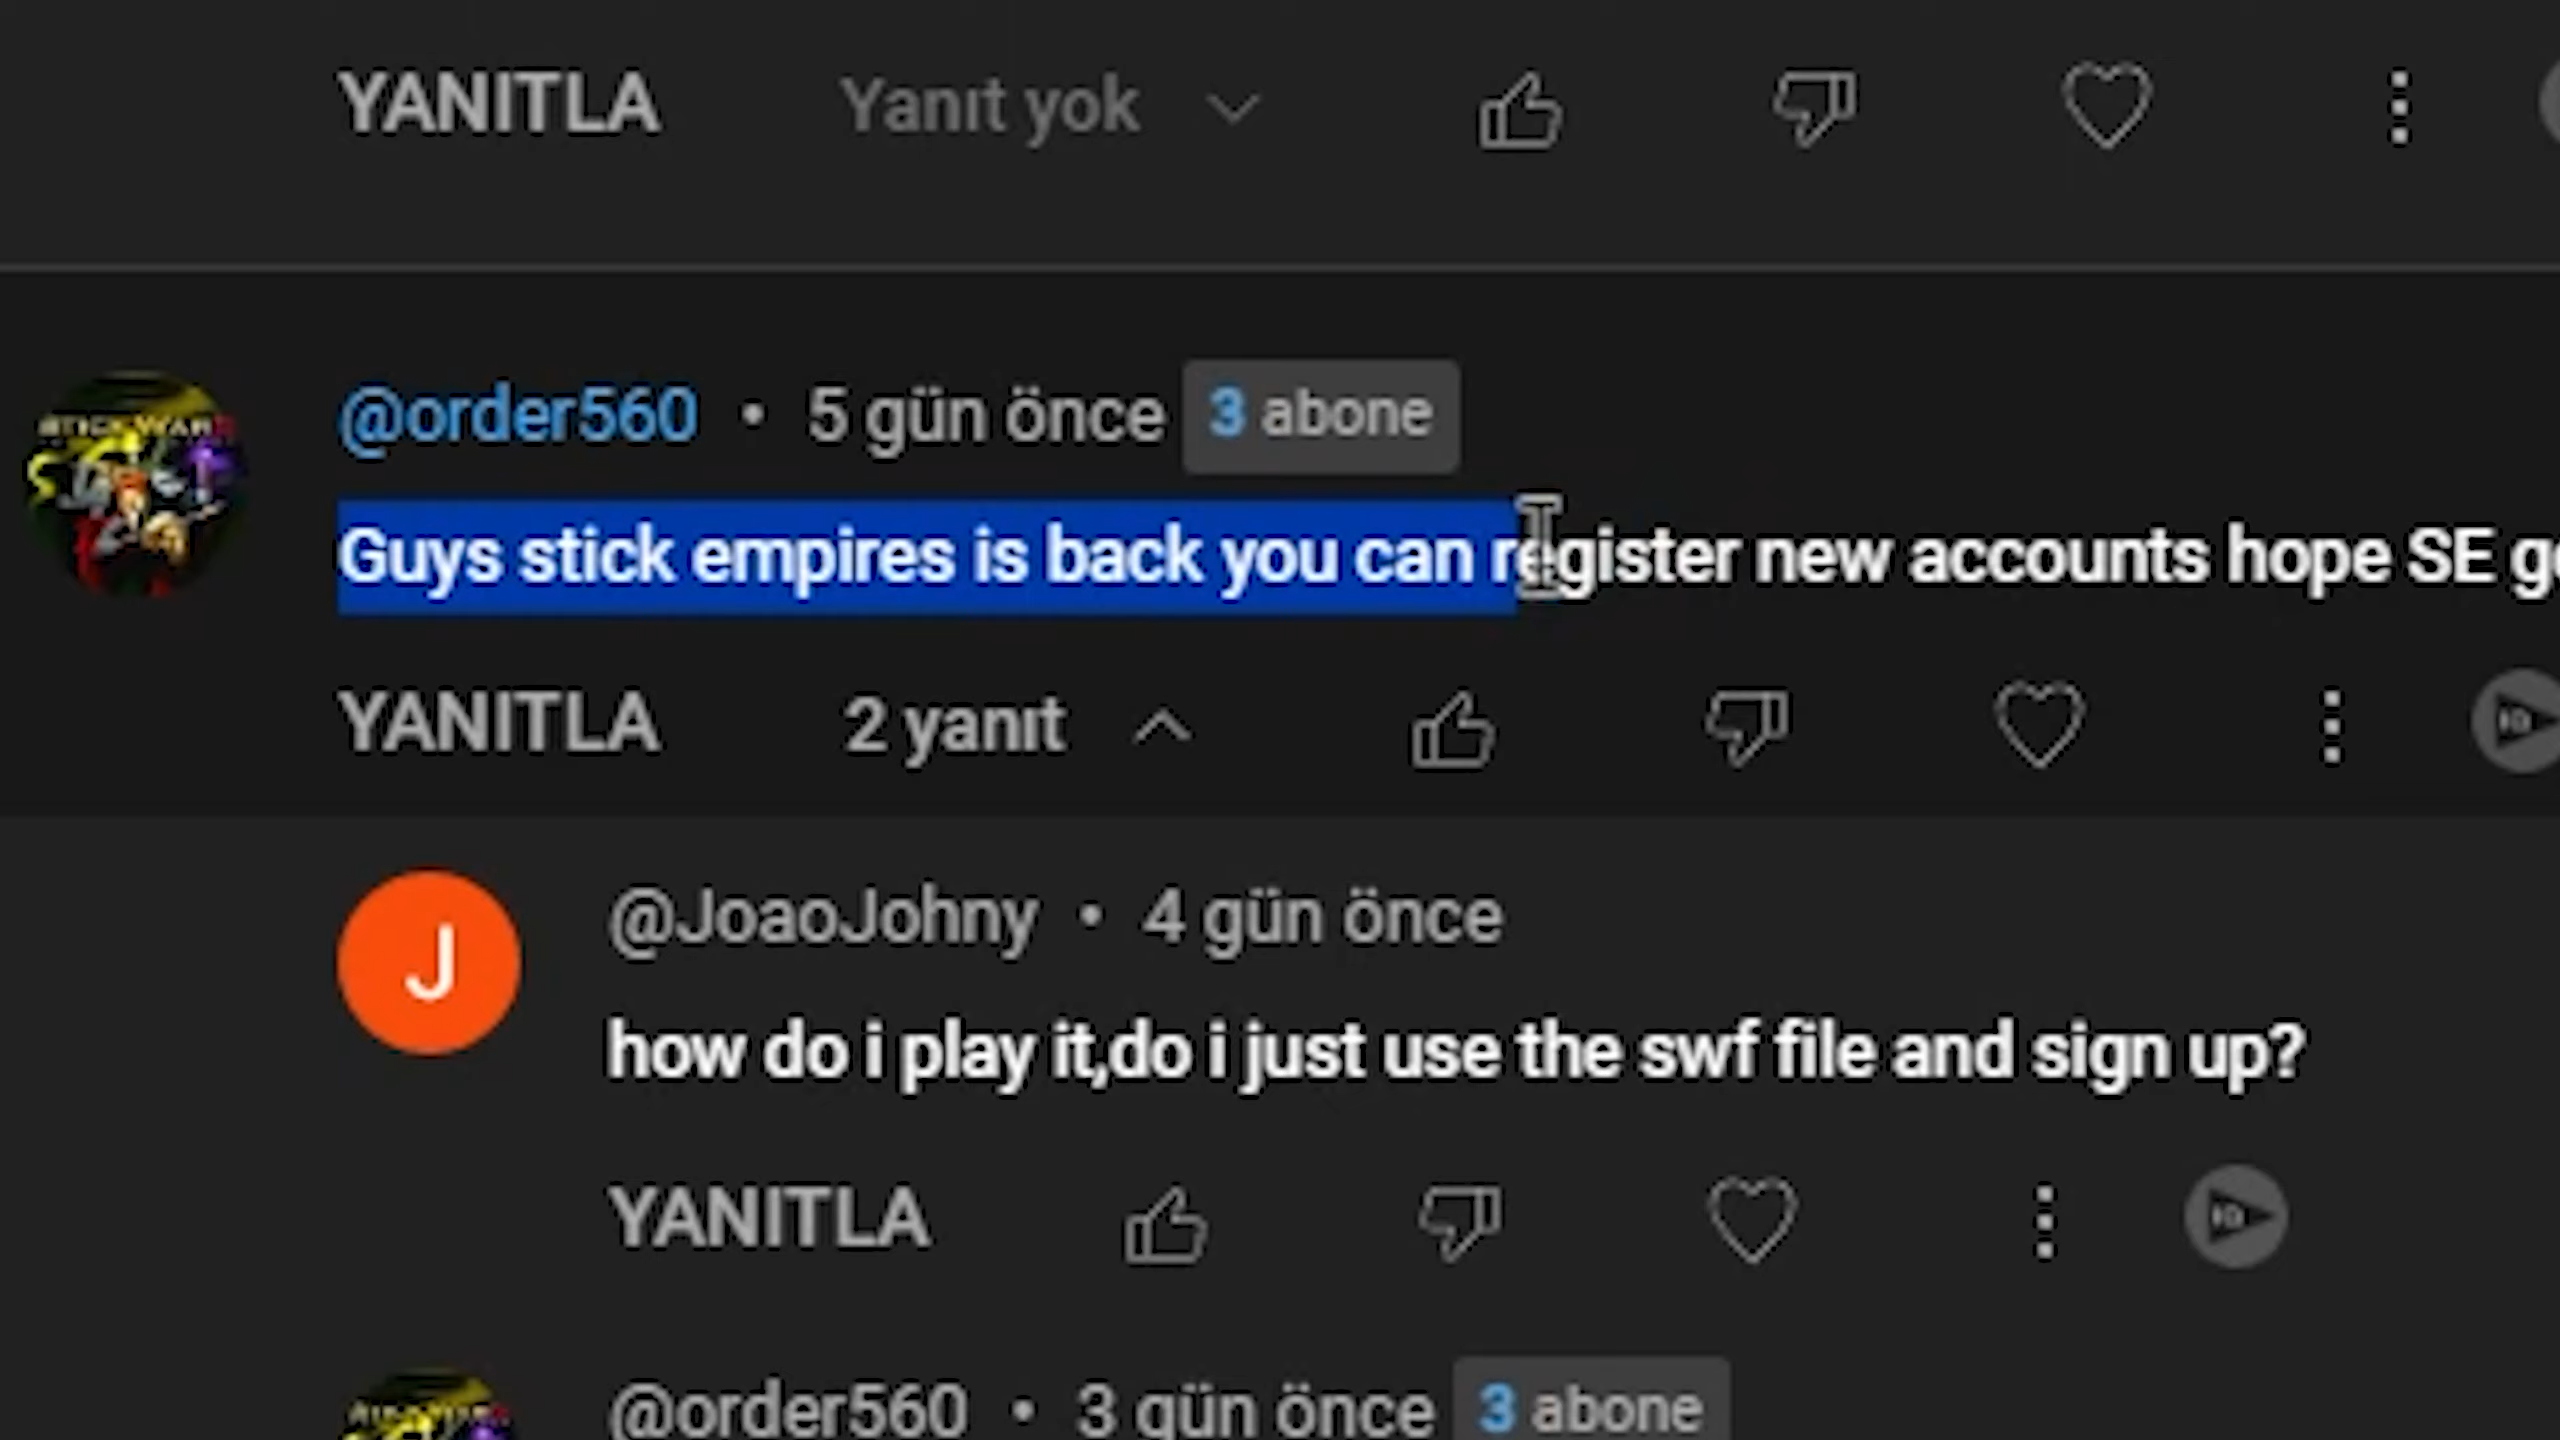 YANITLA Yanıt yok
STICK WAR
@order560 • 5 gün önce 3 abone
Guys stick empires is back you can register new accounts hope SE
YANITLA 2 yanıt
J
@JoaoJohny • 4 gün önce
how do i play it,do i just use the swf file and sign up?
YANITLA
@order560 • 3 gün önce 3 abone